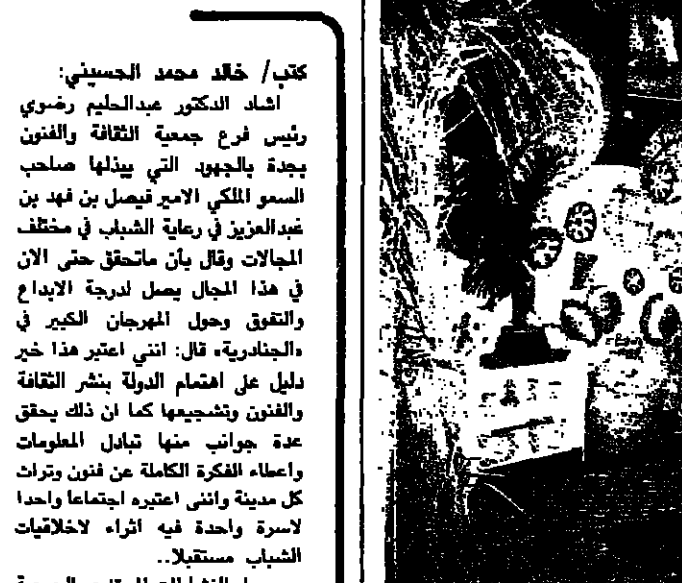 كتب/ خالد محمد الحسيني:
اشاد الدكتور عبدالحليم رضوي
رئيس فرع جمعية الثقافة والفنون
بجدة بالجهود التي يبذلها صاحب
السمو الملكي الامير فيصل بن فهد بن
عبدالعزيز في رعاية الشباب في مختلف
المجالات وقال بأن ماتحقق حتى الان
في هذا المجال يصل لدرجة الابداع
والتفوق وحول المهرجان الكبير في
«الجنادرية» قال: انني اعتبر هذا خير
دليل على اهتمام الدولة بنشر الثقافة
والفنون وتشجيعها كما ان ذلك يحقق
عدة جوانب منها تبادل المعلومات
واعطاء الفكرة الكاملة عن فنون وتراث
كل مدينة وانني اعتبره اجتماعا واحدا
لاسرة واحدة فيه اثراء لاخلاقيات
الشباب مستقبلا..